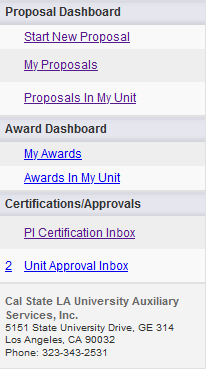 Proposal Dashboard
Start New Proposal
My Proposals
Proposals In My Unit
Award Dashboard
My Awards
Awards In My Unit
Certifications/Approvals
PI Certification Inbox
2 Unit Approval Inbox
Cal State LA University Auxiliary
Services, Inc.
5151 State University Drive, GE 314
Los Angeles, CA 90032
Phone: 323-343-2531